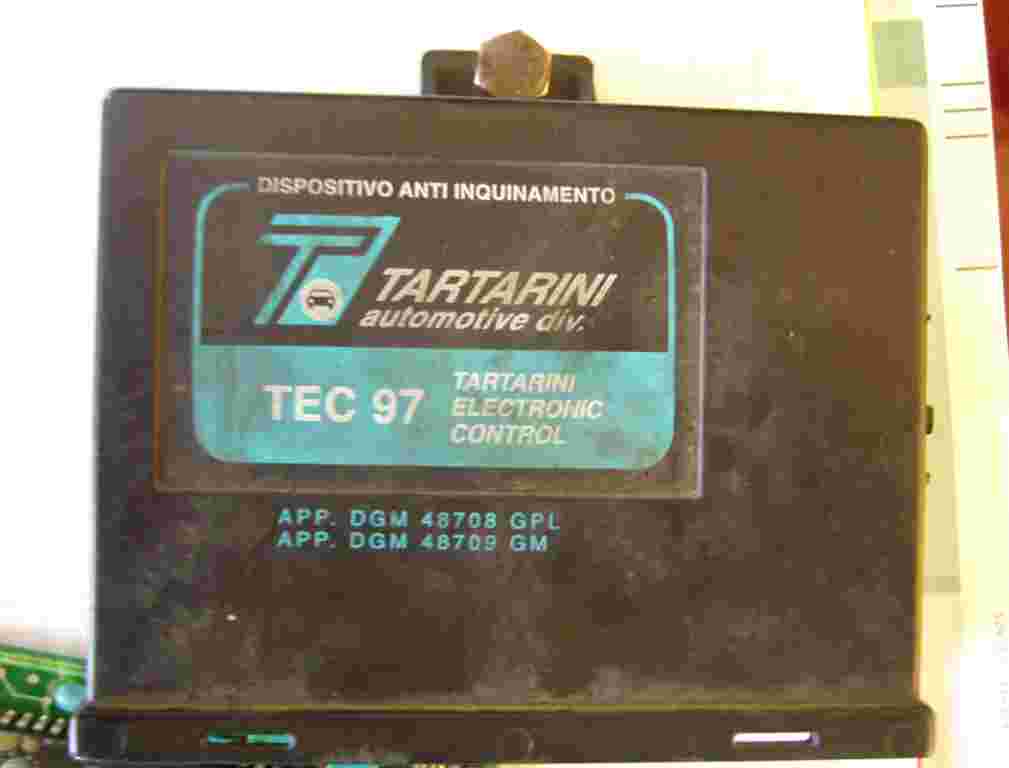 DISPOSITIVO ANTI INQUINAMENTO
TARTARINI
automotive div.
TEC 97
TARTARINI
ELECTRONIC
CONTROL
APP. DGM 48708 GPL
APP. DGM 48709 GM